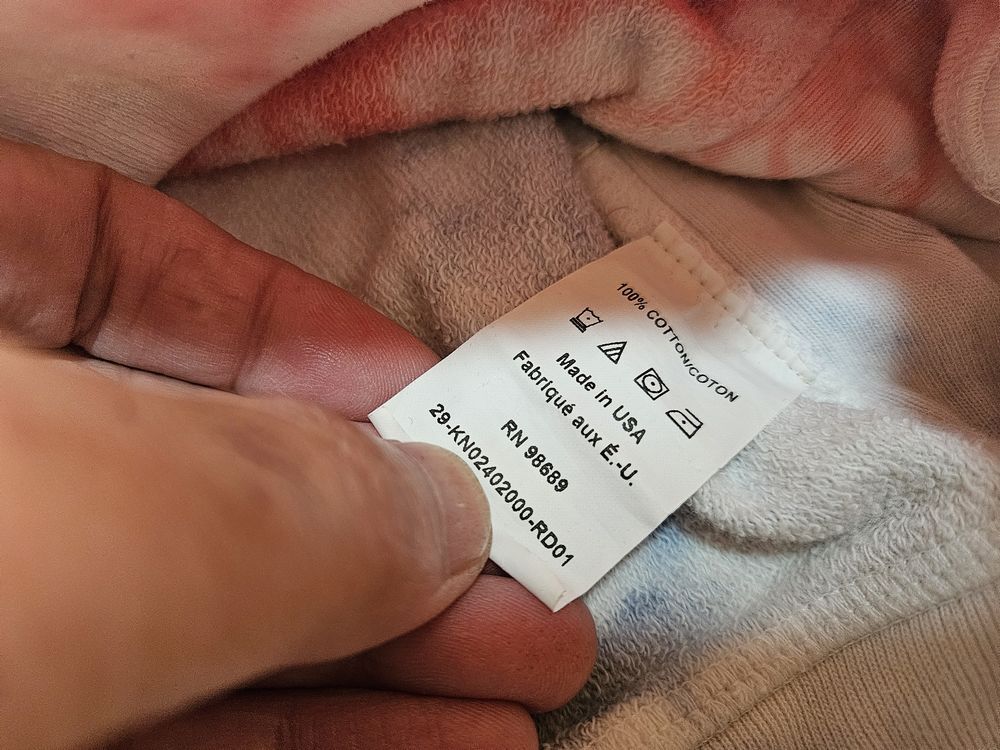 100% COTTON/COTON
Made in USA
Fabriqué aux É.-U.
RN 98689
29-KN02402000-RD01